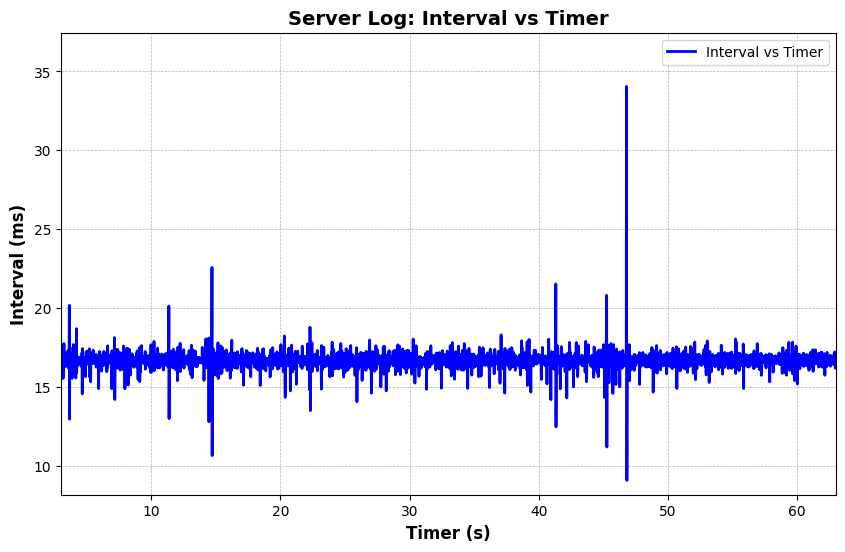 Server Log: Interval vs Timer
Interval vs Timer
35
30
25
20
15
10
Interval (ms)
10 20 30 40 50 60
Timer (s)